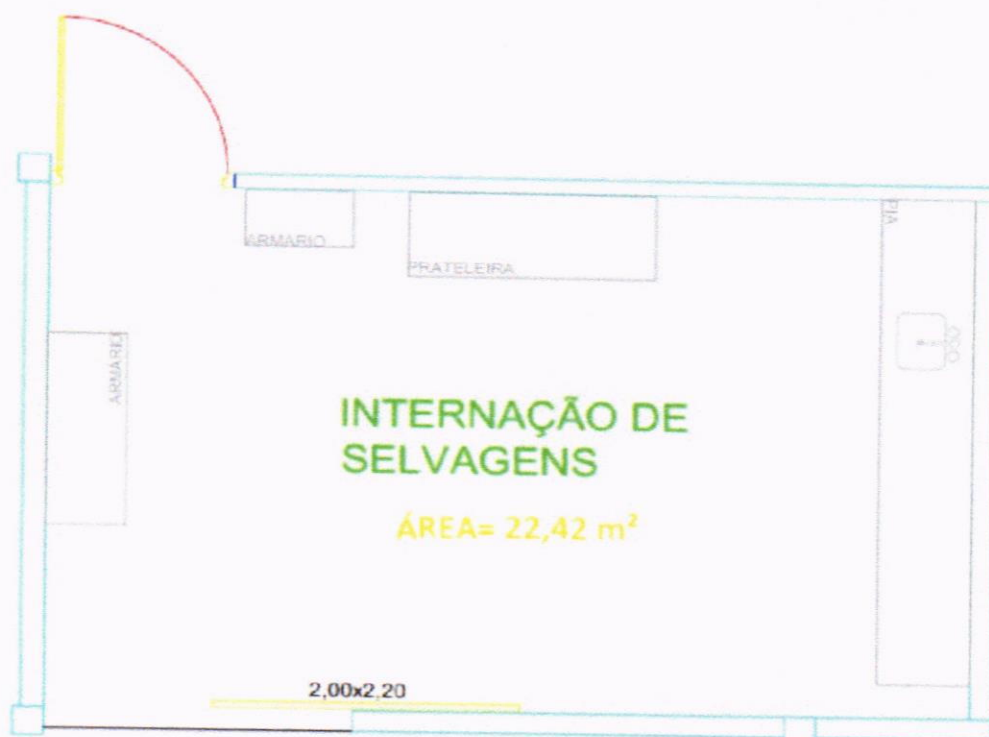 ARMARIO
PRATELEIRA
PIA
ARMARIO
INTERNAÇÃO DE
SELVAGENS
ÁREA= 22,42 m²
2,00x2,20